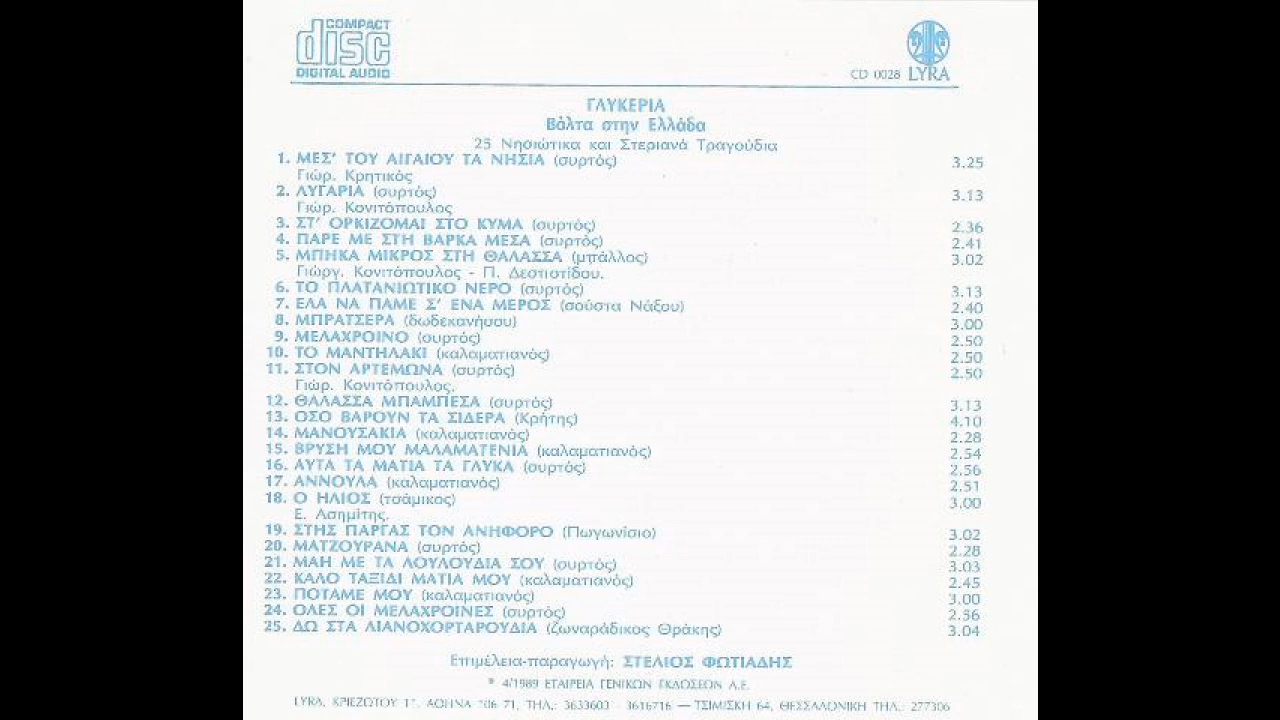 COMPACT
disc
DIGITAL AUDIO
CD 0028 LYRA
ΓΛΥΚΕΡΙΑ
Βόλτα στην Ελλάδα
25 Νησιώτικα και Στεριανά Τραγούδια
1. ΜΕΣ' ΤΟΥ ΑΙΓΑΙΟΥ ΤΑ ΝΗΣΙΑ (συρτός) 3.25
Γιώρ. Κρητικός
2. ΛΥΓΑΡΙΑ (συρτός) 3.13
Γιώρ. Κονιτόπουλος
3. ΣΤ' ΟΡΚΙΖΟΜΑΙ ΣΤΟ ΚΥΜΑ (συρτός) 2.36
4. ΠΑΡΕ ΜΕ ΣΤΗ ΒΑΡΚΑ ΜΕΣΑ (συρτός) 2.41
5. ΜΠΗΚΑ ΜΙΚΡΟΣ ΣΤΗ ΘΑΛΑΣΣΑ (μπάλλος) 3.02
Γιώργ. Κονιτόπουλος - Π. Δεστιοτίδου.
6. ΤΟ ΠΛΑΤΑΝΙΩΤΙΚΟ ΝΕΡΟ (συρτός) 3.13
7. ΕΛΑ ΝΑ ΠΑΜΕ Σ' ΕΝΑ ΜΕΡΟΣ (σούστα Νάξου) 2.40
8. ΜΠΡΑΤΣΕΡΑ (δωδεκανήσου) 3.00
9. ΜΕΛΑΧΡΟΙΝΟ (συρτός) 2.50
10. ΤΟ ΜΑΝΤΗΛΑΚΙ (καλαματιανός) 2.50
11. ΣΤΟΝ ΑΡΤΕΜΩΝΑ (συρτός) 2.50
Γιώρ. Κονιτόπουλος.
12. ΘΑΛΑΣΣΑ ΜΠΑΜΠΕΣΑ (συρτός) 3.13
13. ΟΣΟ ΒΑΡΟΥΝ ΤΑ ΣΙΔΕΡΑ (Κρήτης) 4.10
14. ΜΑΝΟΥΣΑΚΙΑ (καλαματιανός) 2.28
15. ΒΡΥΣΗ ΜΟΥ ΜΑΛΑΜΑΤΕΝΙΑ (καλαματιανός) 2.54
16. ΑΥΤΑ ΤΑ ΜΑΤΙΑ ΤΑ ΓΛΥΚΑ (συρτός) 2.56
17. ΑΝΝΟΥΛΑ (καλαματιανός) 2.51
18. Ο ΗΛΙΟΣ (τσάμικος) 3.00
Ε. Ασημίτης.
19. ΣΤΗΣ ΠΑΡΓΑΣ ΤΟΝ ΑΝΗΦΟΡΟ (Πωγωνίσιο) 3.02
20. ΜΑΤΖΟΥΡΑΝΑ (συρτός) 2.28
21. ΜΑΗ ΜΕ ΤΑ ΛΟΥΛΟΥΔΙΑ ΣΟΥ (συρτός) 3.03
22. ΚΑΛΟ ΤΑΞΙΔΙ ΜΑΤΙΑ ΜΟΥ (καλαματιανός) 2.45
23. ΠΟΤΑΜΕ ΜΟΥ (καλαματιανός) 3.00
24. ΟΛΕΣ ΟΙ ΜΕΛΑΧΡΟΙΝΕΣ (συρτός) 2.56
25. ΔΩ ΣΤΑ ΛΙΑΝΟΧΟΡΤΑΡΟΥΔΙΑ (ζωναράδικος Θράκης) 3.04
Επιμέλεια-παραγωγή: ΣΤΕΛΙΟΣ ΦΩΤΙΑΔΗΣ
4/1989 ΕΤΑΙΡΕΙΑ ΓΕΝΙΚΩΝ ΕΚΔΟΣΕΩΝ Α.Ε.
LYRA, ΚΡΙΕΖΩΤΟΥ ΑΘΗΝΑ 106 71, ΤΗΛ.: 3633603 - 3616716 — ΤΣΙΜΙΣΚΗ 64, ΘΕΣΣΑΛΟΝΙΚΗ ΤΗΛ.: 277306